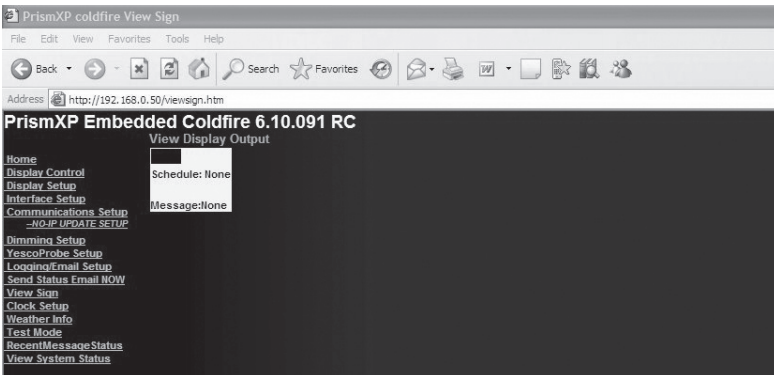 PrismXP coldfire View Sign
File Edit View Favorites Tools Help
Back Search Favorites
Address http://192.168.0.50/viewsign.htm
PrismXP Embedded Coldfire 6.10.091 RC
View Display Output
Home
Display Control
Display Setup
Interface Setup
Communications Setup
--NO-IP UPDATE SETUP
Dimming Setup
YescoProbe Setup
Logging/Email Setup
Send Status Email NOW
View Sign
Clock Setup
Weather Info
Test Mode
RecentMessageStatus
View System Status
Schedule: None
Message:None